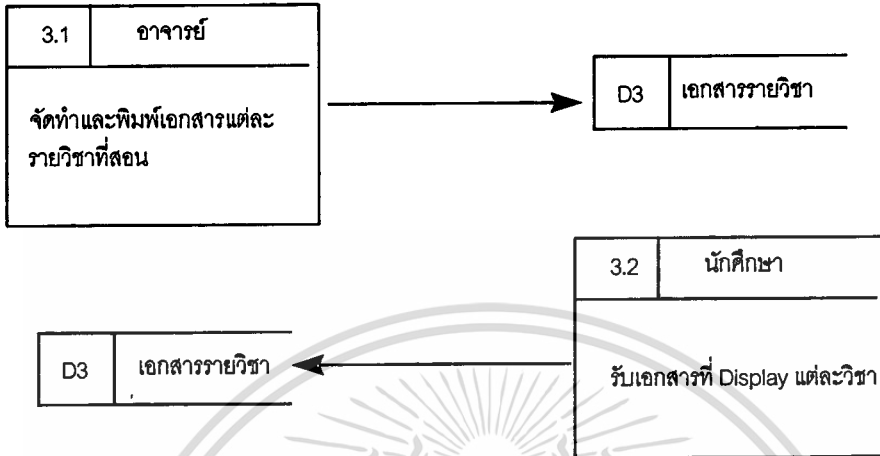 3.1 อาจารย์
จัดทำและพิมพ์เอกสารแต่ละ
รายวิชาที่สอน
D3 เอกสารรายวิชา
3.2 นักศึกษา
รับเอกสารที่ Display แต่ละวิชา
D3 เอกสารรายวิชา